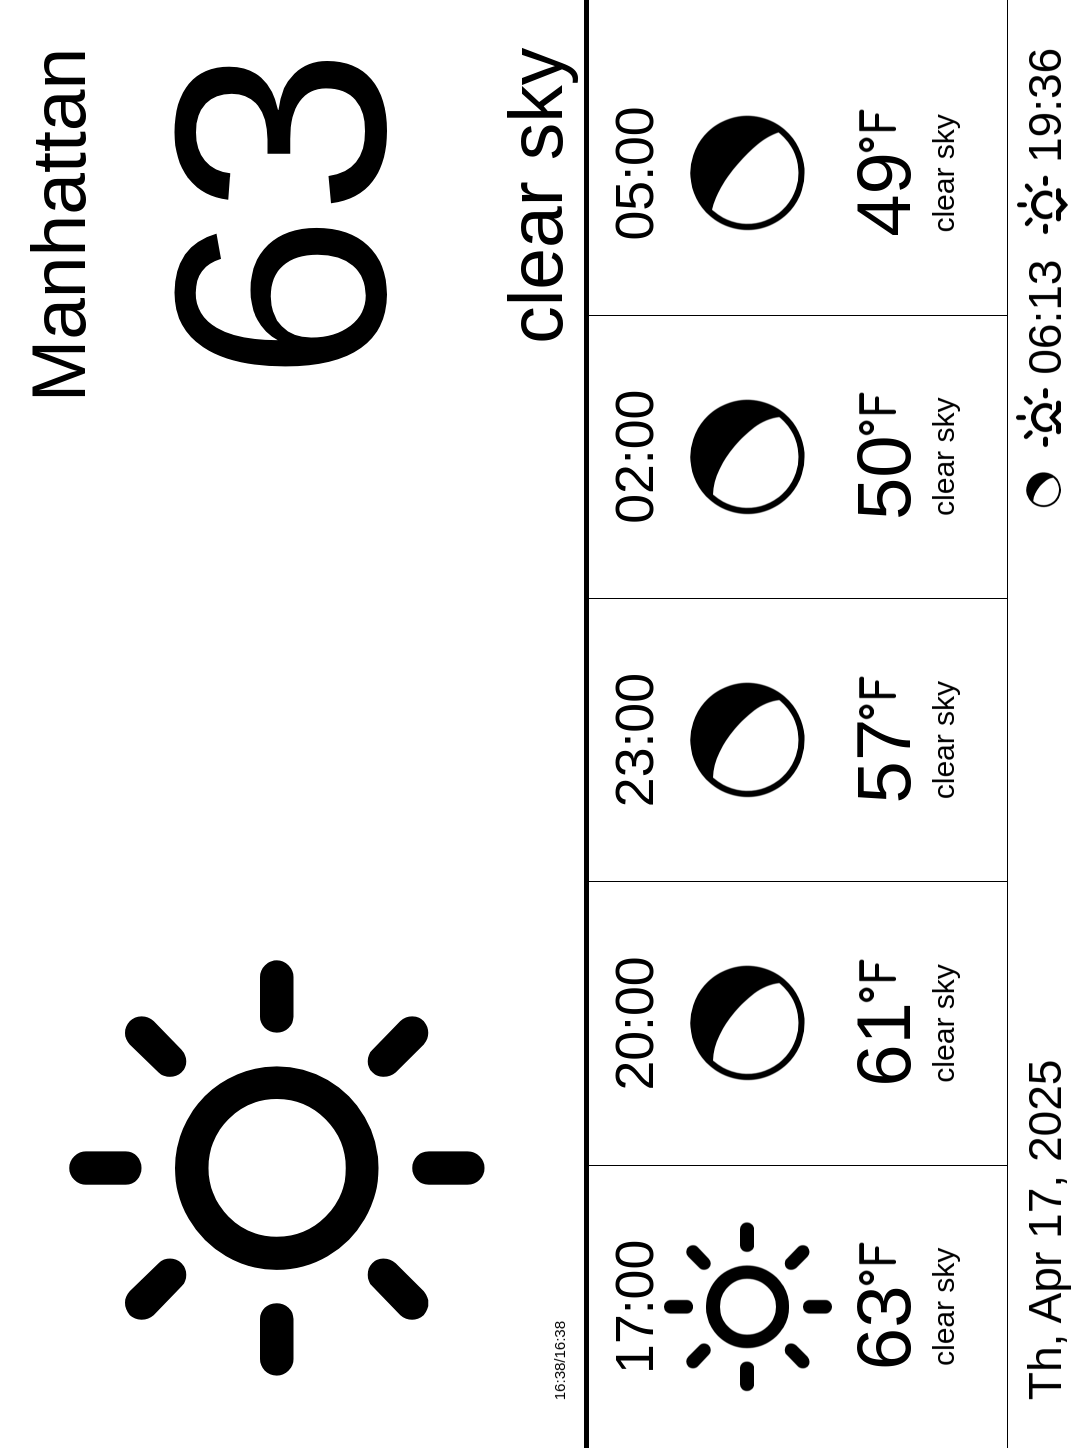 Manhattan
63
clear sky
16:38/16:38
17:00 20:00 23:00 02:00 05:00
63°F 61°F 57°F 50°F 49°F
clear sky clear sky clear sky clear sky clear sky
Th, Apr 17, 2025 06:13 19:36